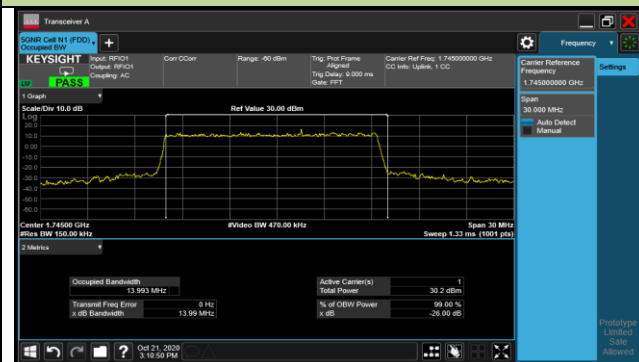 Transceiver A
5GNR Cell N1 (FDD)
Occupied BW
Frequency
KEYSIGHT
Input: RFIO1
Output: RFIO1
Coupling: AC
Corr CCorr
Range: -60 dBm
Trig: Prot Frame
Aligned
Trig Delay: 9.000 ms
Gate: FFT
Carrier Ref Freq: 1.745000000 GHz
CC Info: Uplink, 1 CC
PASS
Carrier Reference
Frequency
1.745000000 GHz
Settings
Span
30.000 MHz
Auto Detect
Manual
1 Graph
Scale/Div 10.0 dB
Ref Value 30.00 dBm
Log
20.0
10.0
0.00
-10.0
-20.0
-30.0
-40.0
-50.0
-60.0
Center 1.74500 GHz
#Video BW 470.00 kHz
Span 30 MHz
#Res BW 150.00 kHz
Sweep 1.33 ms (1001 pts)
2 Metrics
Occupied Bandwidth
13.993 MHz
Active Carrier(s) 1
Total Power 30.2 dBm
Transmit Freq Error 0 Hz
x dB Bandwidth 13.99 MHz
% of OBW Power 99.00 %
x dB -26.00 dB
Prototype
Limited
Sale
Allowed
Oct 21, 2020
3:10:50 PM